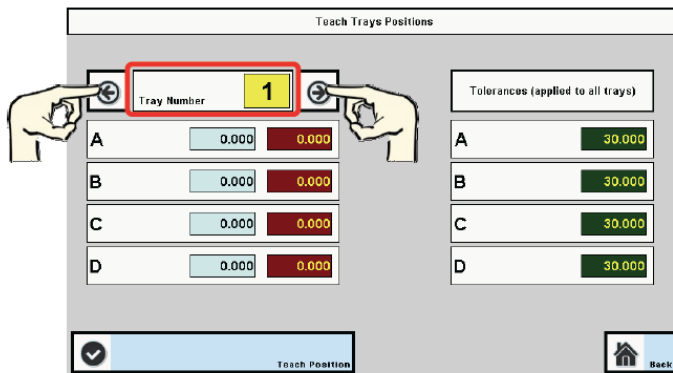 Teach Trays Positions
Tray Number 1
A 0.000 0.000
B 0.000 0.000
C 0.000 0.000
D 0.000 0.000
Tolerances (applied to all trays)
A 30.000
B 30.000
C 30.000
D 30.000
Teach Position
Back